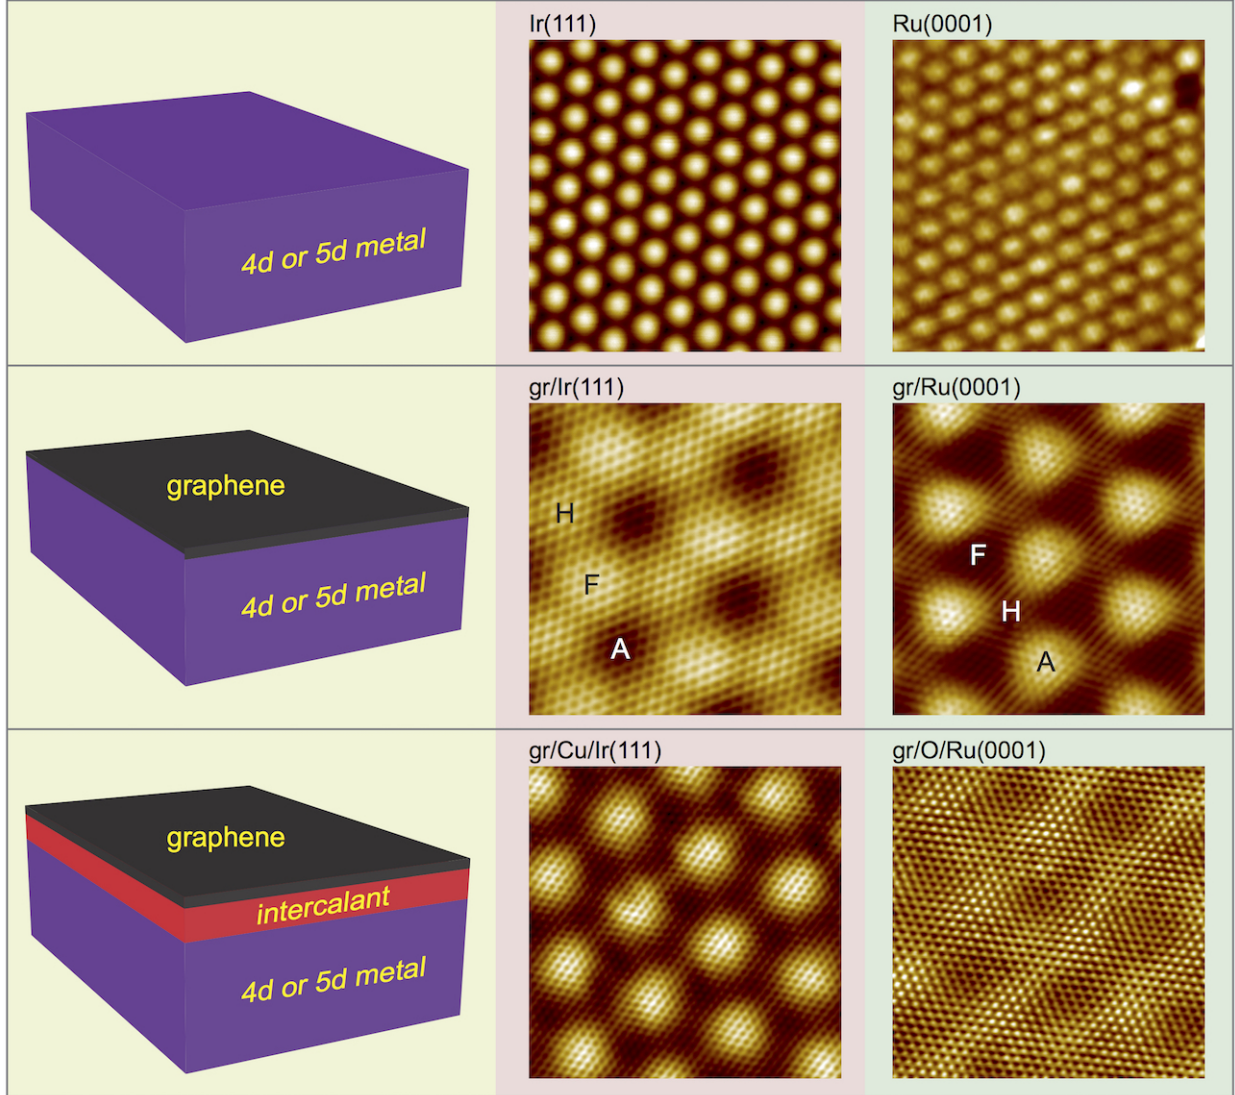 Ir(111)
Ru(0001)
4d or 5d metal
gr/Ir(111)
gr/Ru(0001)
graphene
4d or 5d metal
H
F
A
F
H
A
gr/Cu/Ir(111)
gr/O/Ru(0001)
graphene
intercalant
4d or 5d metal